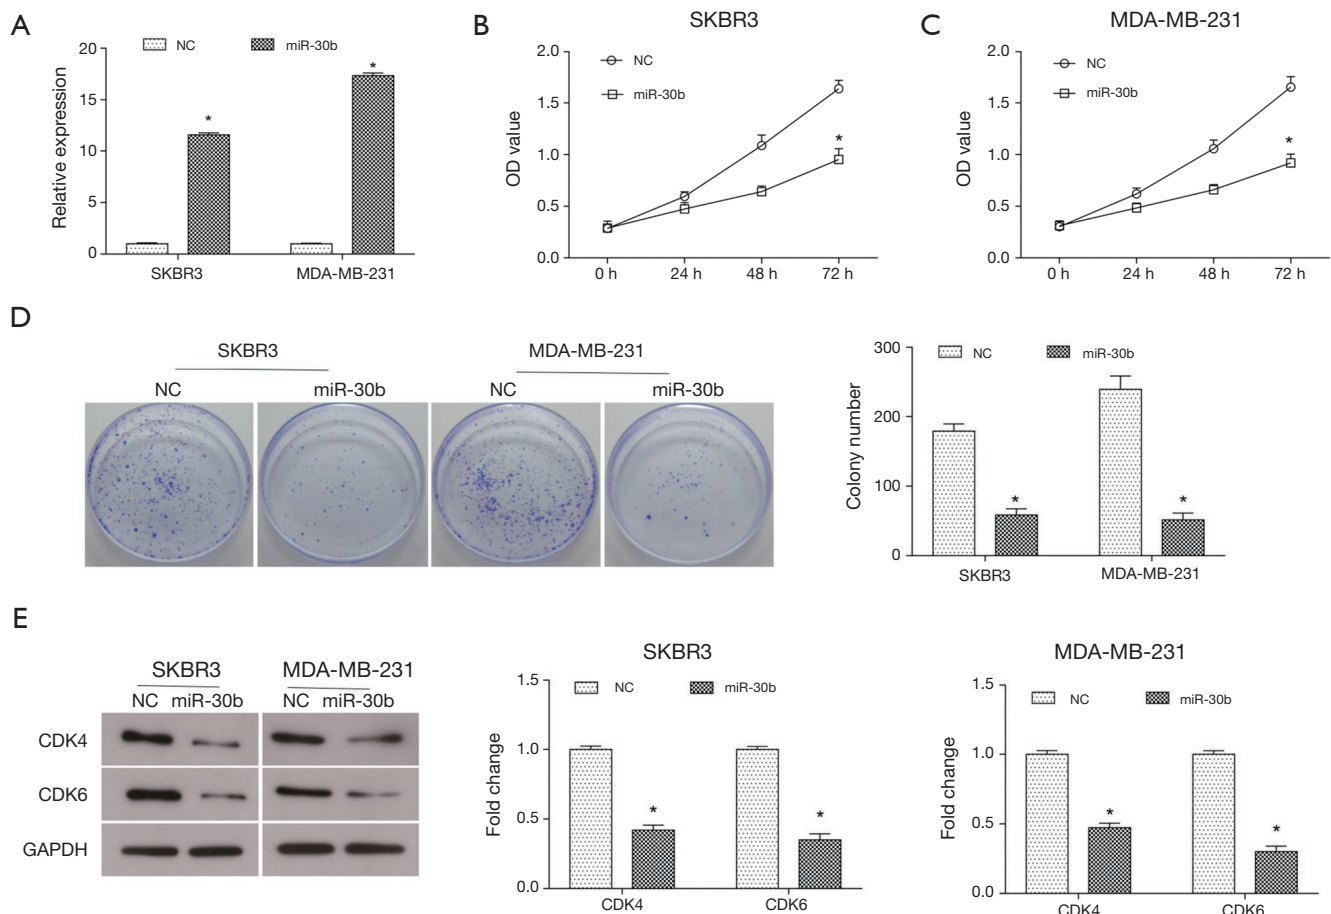 A
Relative expression
20
15
10
5
0
NC
miR-30b
*
*
SKBR3
MDA-MB-231
B
SKBR3
OD value
2.0
1.5
1.0
0.5
0.0
NC
miR-30b
*
0 h
24 h
48 h
72 h
C
MDA-MB-231
OD value
2.0
1.5
1.0
0.5
0.0
NC
miR-30b
*
0 h
24 h
48 h
72 h
D
SKBR3
MDA-MB-231
NC
miR-30b
NC
miR-30b
Colony number
300
200
100
0
NC
miR-30b
*
*
SKBR3
MDA-MB-231
E
SKBR3
MDA-MB-231
NC miR-30b
NC miR-30b
CDK4
CDK6
GAPDH
SKBR3
Fold change
1.5
1.0
0.5
0.0
NC
miR-30b
*
*
CDK4
CDK6
MDA-MB-231
Fold change
1.5
1.0
0.5
0.0
NC
miR-30b
*
*
CDK4
CDK6